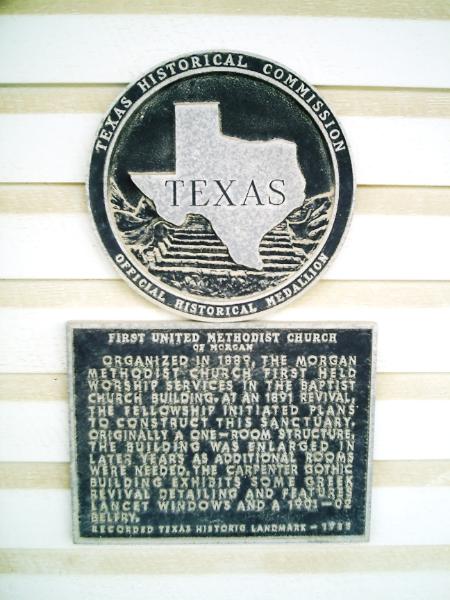 TEXAS HISTORICAL COMMISSION
TEXAS
OFFICIAL HISTORICAL MEDALLION
FIRST UNITED METHODIST CHURCH
OF MORGAN
ORGANIZED IN 1889, THE MORGAN
METHODIST CHURCH FIRST HELD
WORSHIP SERVICES IN THE BAPTIST
CHURCH BUILDING. AT AN 1891 REVIVAL,
THE FELLOWSHIP INITIATED PLANS
TO CONSTRUCT THIS SANCTUARY.
ORIGINALLY A ONE-ROOM STRUCTURE,
THE BUILDING WAS ENLARGED IN
LATER YEARS AS ADDITIONAL ROOMS
WERE NEEDED. THE CARPENTER GOTHIC
BUILDING EXHIBITS SOME GREEK
REVIVAL DETAILING AND FEATURES
LANCET WINDOWS AND A 1901-02
BELFRY.
RECORDED TEXAS HISTORIC LANDMARK -